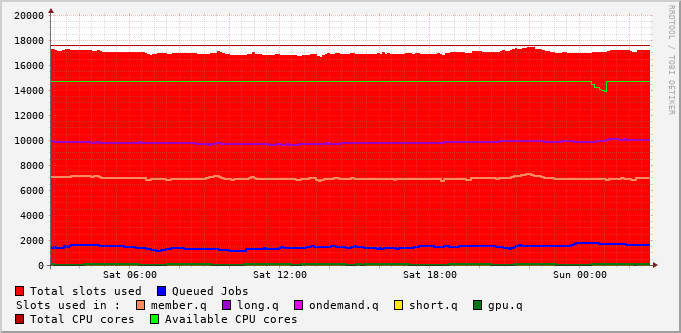 RRDTOOL / TOBI OETIKER
20000
18000
16000
14000
12000
10000
8000
6000
4000
2000
0
Sat 06:00 Sat 12:00 Sat 18:00 Sun 00:00
Total slots used Queued Jobs
Slots used in : member.q long.q ondemand.q short.q gpu.q
Total CPU cores Available CPU cores